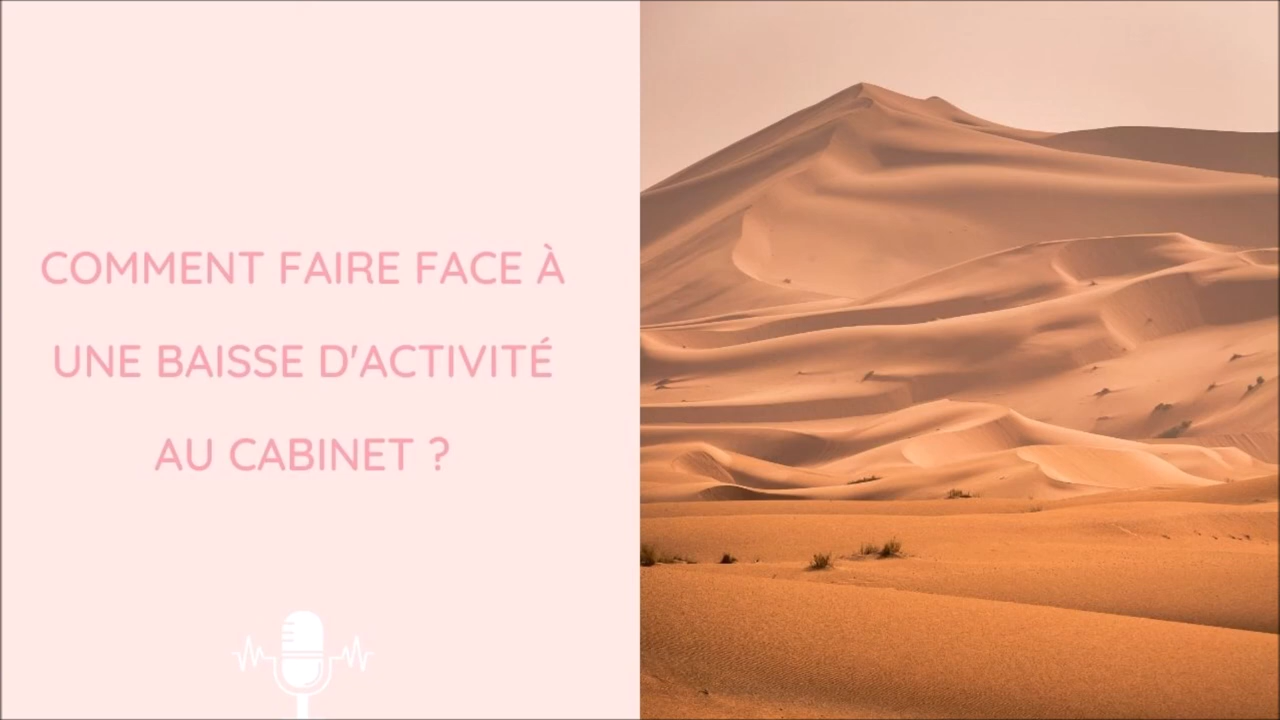 COMMENT FAIRE FACE À
UNE BAISSE D'ACTIVITÉ
AU CABINET ?